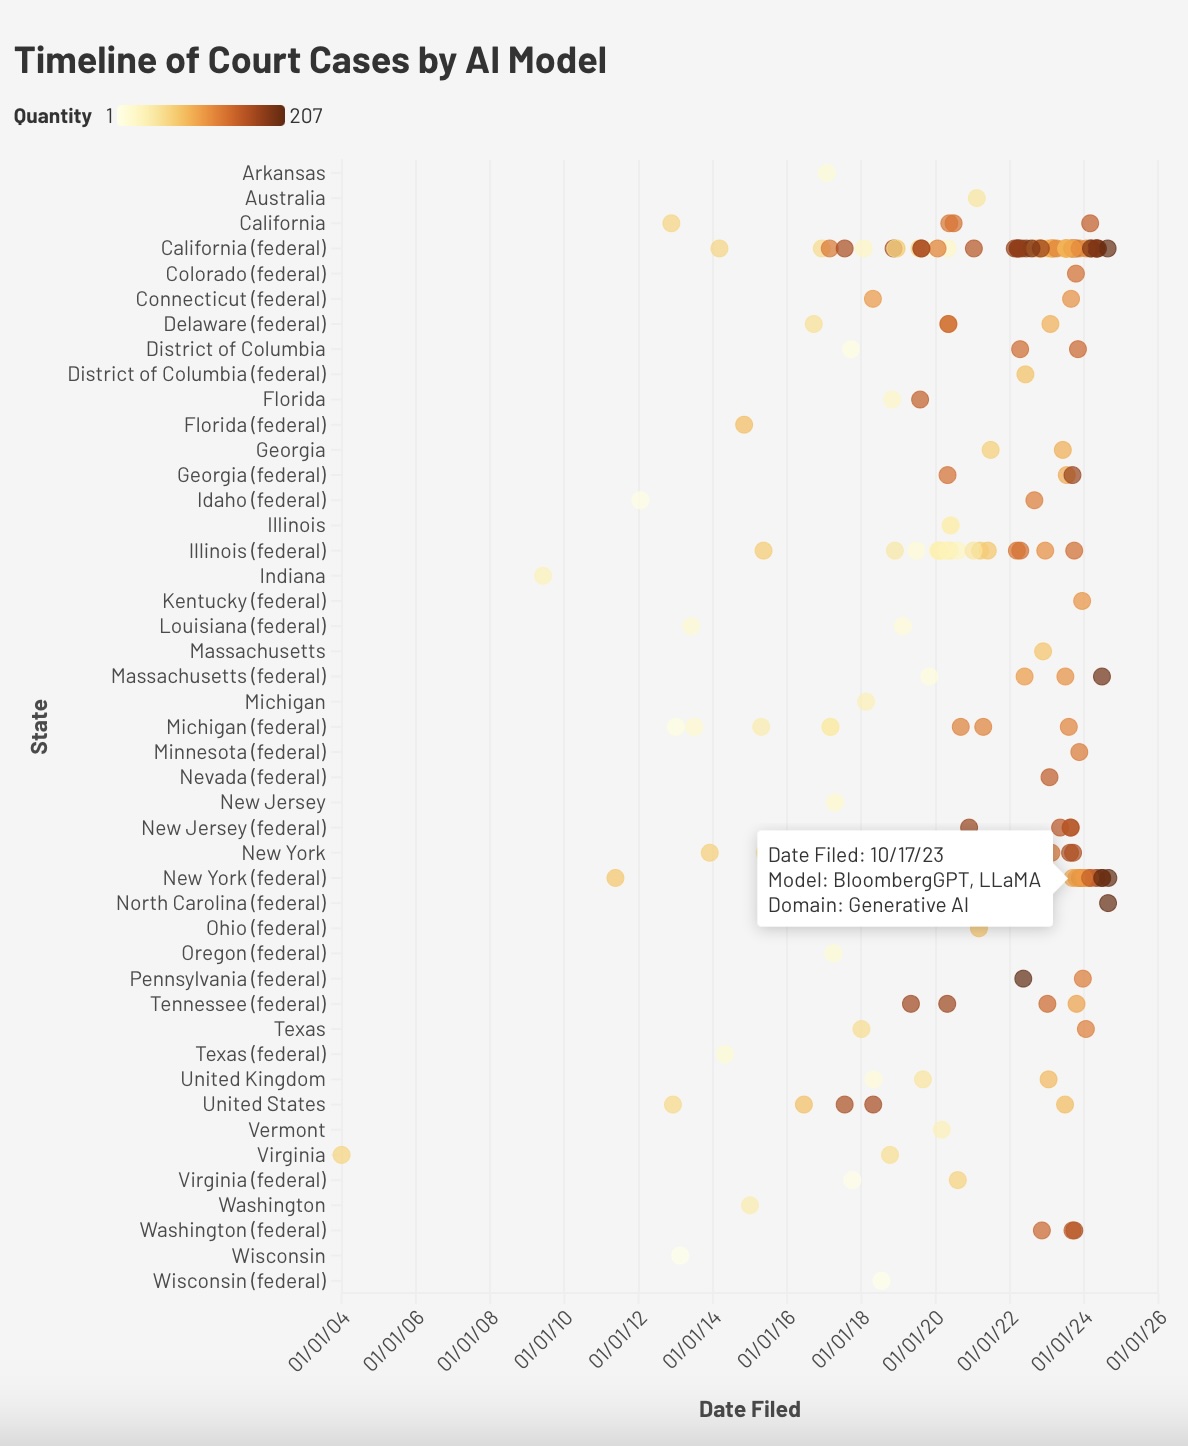 Timeline of Court Cases by AI Model
Quantity 1 207
Arkansas
Australia
California
California (federal)
Colorado (federal)
Connecticut (federal)
Delaware (federal)
District of Columbia
District of Columbia (federal)
Florida
Florida (federal)
Georgia
Georgia (federal)
Idaho (federal)
Illinois
Illinois (federal)
Indiana
Kentucky (federal)
Louisiana (federal)
Massachusetts
Massachusetts (federal)
Michigan
Michigan (federal)
Minnesota (federal)
Nevada (federal)
New Jersey
New Jersey (federal)
New York
New York (federal)
North Carolina (federal)
Ohio (federal)
Oregon (federal)
Pennsylvania (federal)
Tennessee (federal)
Texas
Texas (federal)
United Kingdom
United States
Vermont
Virginia
Virginia (federal)
Washington
Washington (federal)
Wisconsin
Wisconsin (federal)
State
Date Filed: 10/17/23
Model: BloombergGPT, LLaMA
Domain: Generative AI
01/01/04
01/01/06
01/01/08
01/01/10
01/01/12
01/01/14
01/01/16
01/01/18
01/01/20
01/01/22
01/01/24
01/01/26
Date Filed